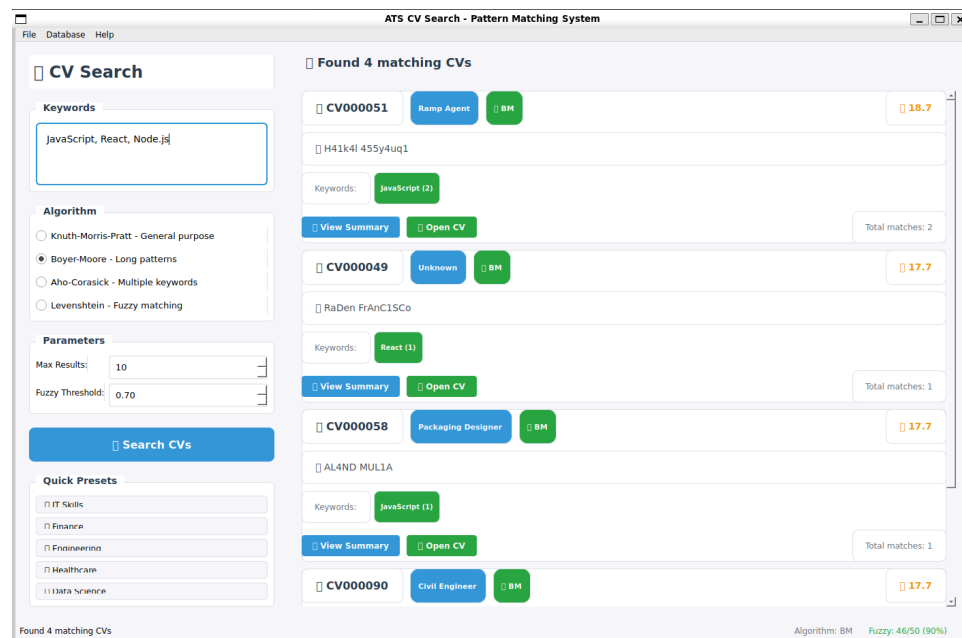 ATS CV Search - Pattern Matching System
File Database Help
CV Search
Keywords
JavaScript, React, Node.js
Algorithm
Knuth-Morris-Pratt - General purpose
Boyer-Moore - Long patterns
Aho-Corasick - Multiple keywords
Levenshtein - Fuzzy matching
Parameters
Max Results: 10
Fuzzy Threshold: 0.70
Search CVs
Quick Presets
IT Skills
Finance
Engineering
Healthcare
Data Science
Found 4 matching CVs
CV000051 Ramp Agent BM 18.7
H41k4l 455y4uq1
Keywords: JavaScript (2)
View Summary Open CV Total matches: 2
CV000049 Unknown BM 17.7
RaDen FrAnC1SCo
Keywords: React (1)
View Summary Open CV Total matches: 1
CV000058 Packaging Designer BM 17.7
AL4ND MUL1A
Keywords: JavaScript (1)
View Summary Open CV Total matches: 1
CV000090 Civil Engineer BM 17.7
Found 4 matching CVs Algorithm: BM Fuzzy: 46/50 (90%)